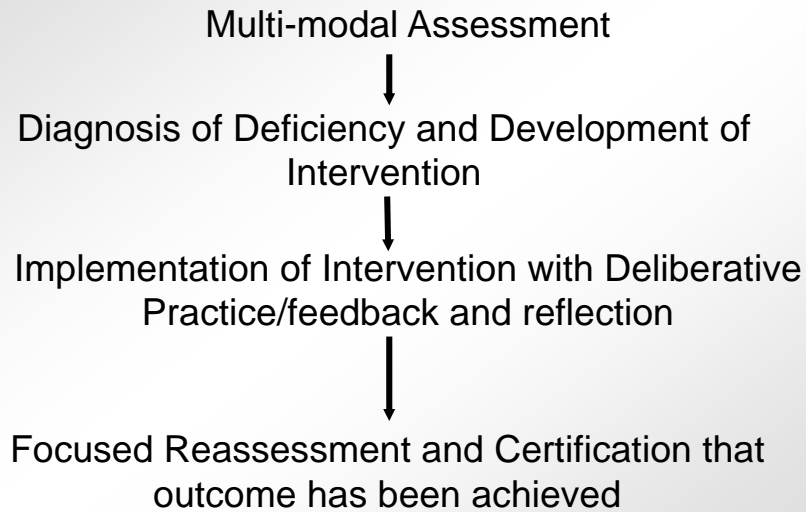 Multi-modal Assessment
Diagnosis of Deficiency and Development of
Intervention
Implementation of Intervention with Deliberative
Practice/feedback and reflection
Focused Reassessment and Certification that
outcome has been achieved